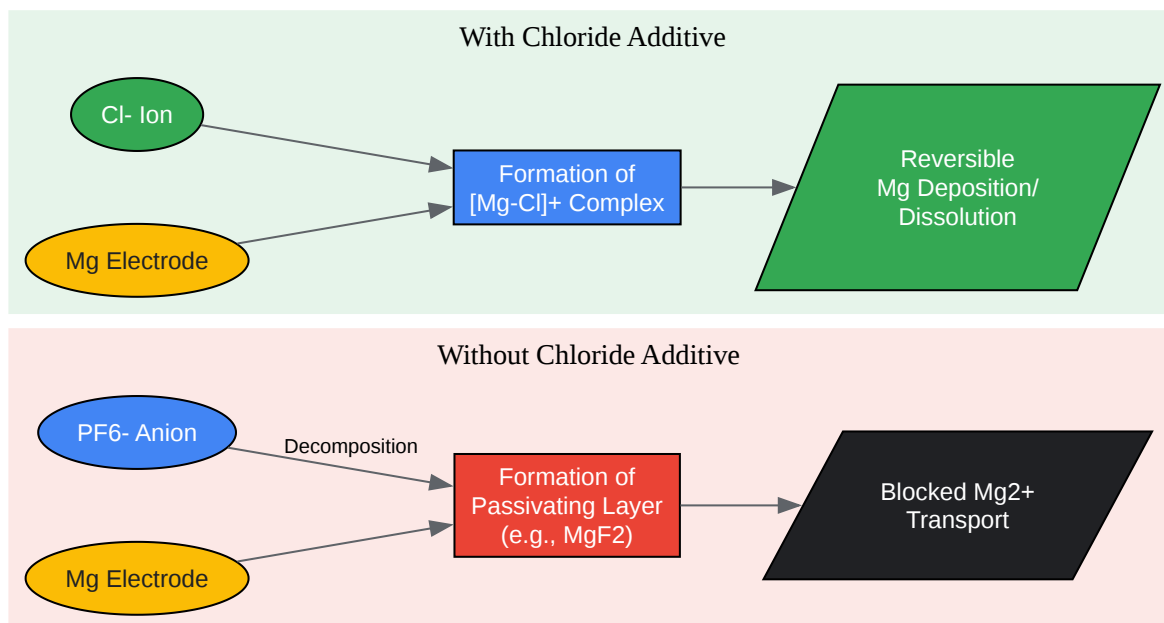 With Chloride Additive
Cl- Ion
Mg Electrode
Formation of
[Mg-Cl]+ Complex
Reversible
Mg Deposition/
Dissolution
Without Chloride Additive
PF6- Anion
Decomposition
Mg Electrode
Formation of
Passivating Layer
(e.g., MgF2)
Blocked Mg2+
Transport